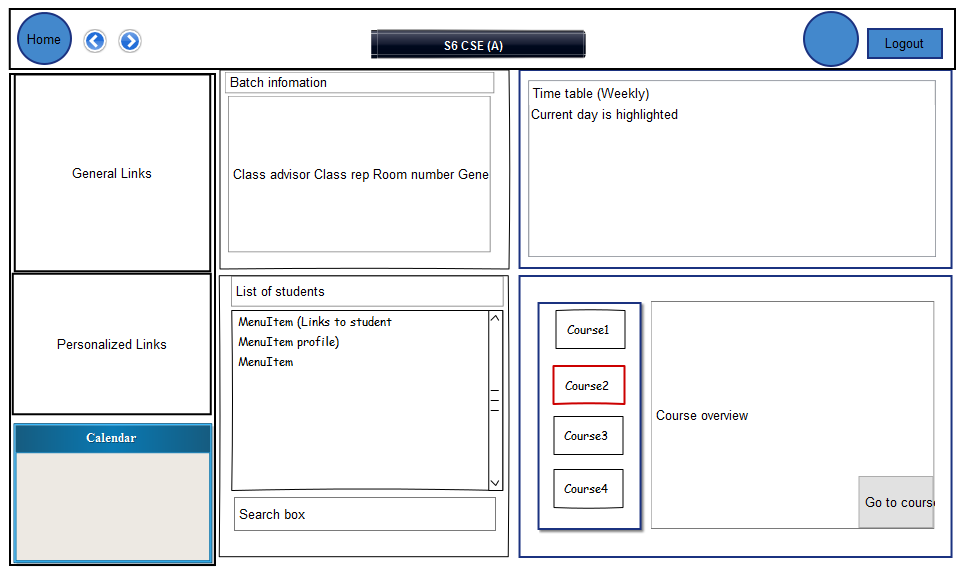 Home
S6 CSE (A)
Logout
General Links
Personalized Links
Calendar
Batch infomation
Class advisor Class rep Room number Gene
List of students
MenuItem (Links to student
MenuItem profile)
MenuItem
Search box
Time table (Weekly)
Current day is highlighted
Course1
Course2
Course3
Course4
Course overview
Go to course